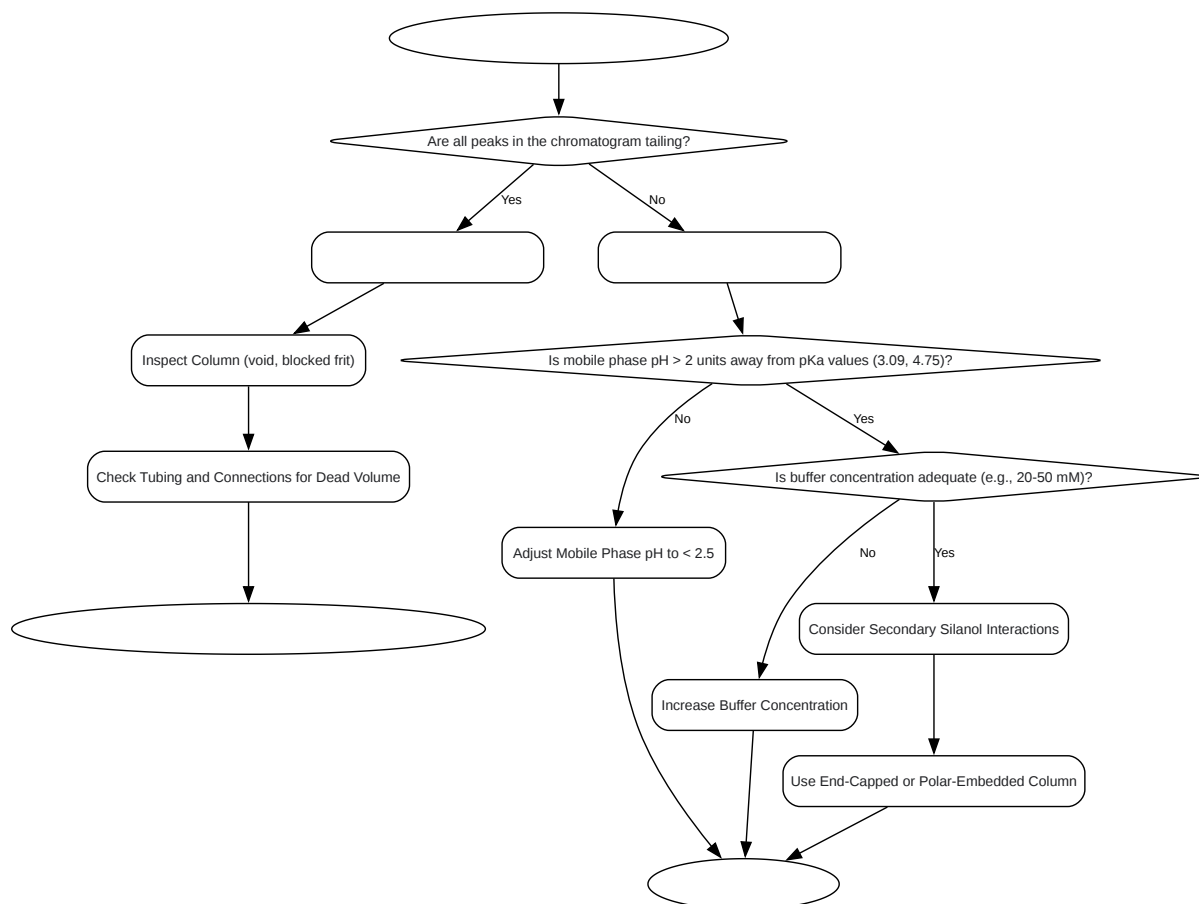 Are all peaks in the chromatogram tailing?
Yes
No
Inspect Column (void, blocked frit)
Is mobile phase pH > 2 units away from pKa values (3.09, 4.75)?
No
Yes
Check Tubing and Connections for Dead Volume
Is buffer concentration adequate (e.g., 20-50 mM)?
Adjust Mobile Phase pH to < 2.5
No
Yes
Consider Secondary Silanol Interactions
Increase Buffer Concentration
Use End-Capped or Polar-Embedded Column